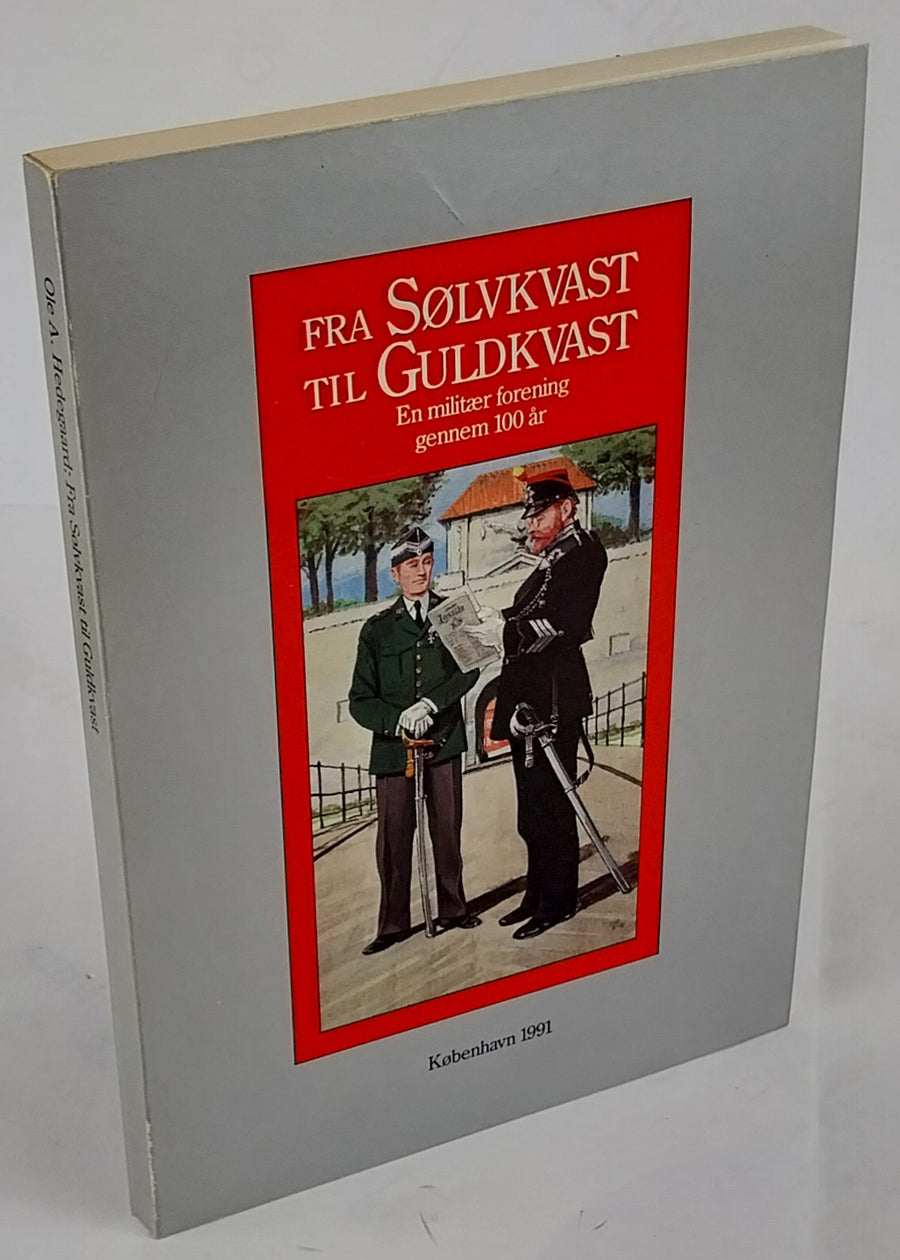 Ole A. Hedegaard: Fra Sølvkvast til Guldkvast
FRA SØLVKVAST
TIL GULDKVAST
En militær forening
gennem 100 år
København 1991